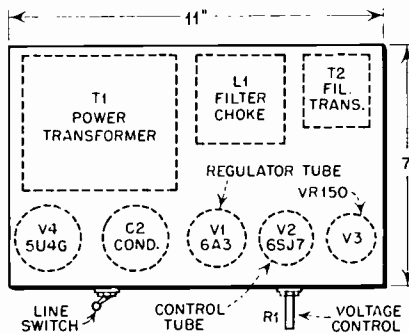 11"
T1
POWER
TRANSFORMER
L1
FILTER
CHOKE
T2
FIL.
TRANS.
7
REGULATOR TUBE
VR150
V4
5U4G
C2
COND.
V1
6A3
V2
6SJ7
V3
LINE
SWITCH
CONTROL
TUBE
R1
VOLTAGE
CONTROL